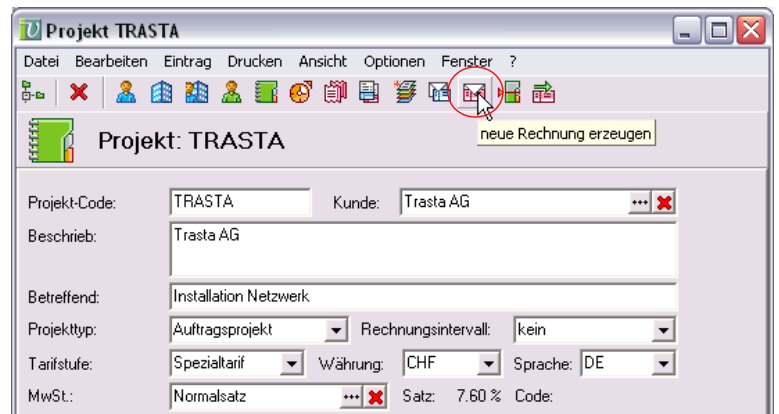 Projekt TRASTA
Datei Bearbeiten Eintrag Drucken Ansicht Optionen Fenster ?
neue Rechnung erzeugen
Projekt: TRASTA
Projekt-Code: TRASTA Kunde: Trasta AG
Beschrieb: Trasta AG
Betreffend: Installation Netzwerk
Projekttyp: Auftragsprojekt Rechnungsintervall: kein
Tarifstufe: Spezialtarif Währung: CHF Sprache: DE
MwSt.: Normalsatz Satz: 7.60 % Code: